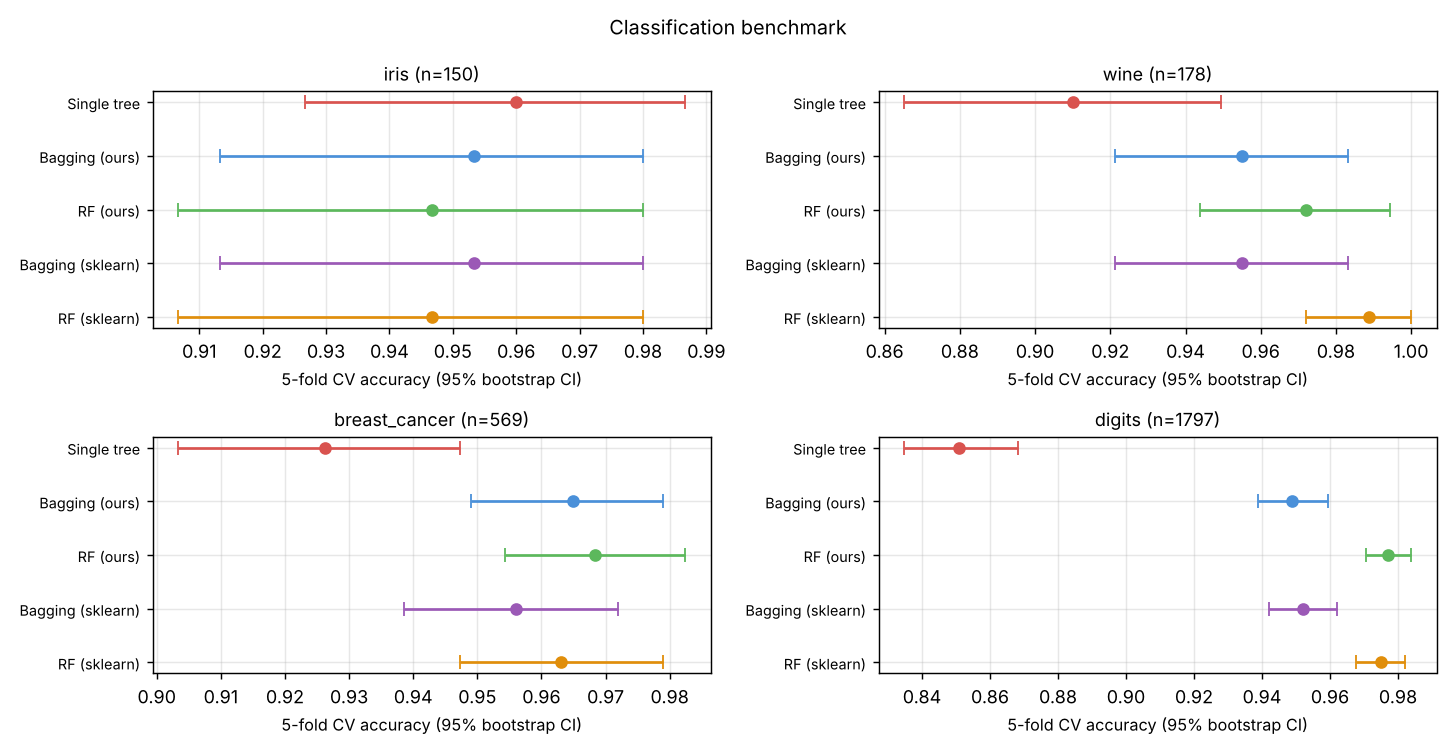 Classification benchmark
iris (n=150)
Single tree
Bagging (ours)
RF (ours)
Bagging (sklearn)
RF (sklearn)
0.91 0.92 0.93 0.94 0.95 0.96 0.97 0.98 0.99
5-fold CV accuracy (95% bootstrap CI)
wine (n=178)
Single tree
Bagging (ours)
RF (ours)
Bagging (sklearn)
RF (sklearn)
0.86 0.88 0.90 0.92 0.94 0.96 0.98 1.00
5-fold CV accuracy (95% bootstrap CI)
breast_cancer (n=569)
Single tree
Bagging (ours)
RF (ours)
Bagging (sklearn)
RF (sklearn)
0.90 0.91 0.92 0.93 0.94 0.95 0.96 0.97 0.98
5-fold CV accuracy (95% bootstrap CI)
digits (n=1797)
Single tree
Bagging (ours)
RF (ours)
Bagging (sklearn)
RF (sklearn)
0.84 0.86 0.88 0.90 0.92 0.94 0.96 0.98
5-fold CV accuracy (95% bootstrap CI)